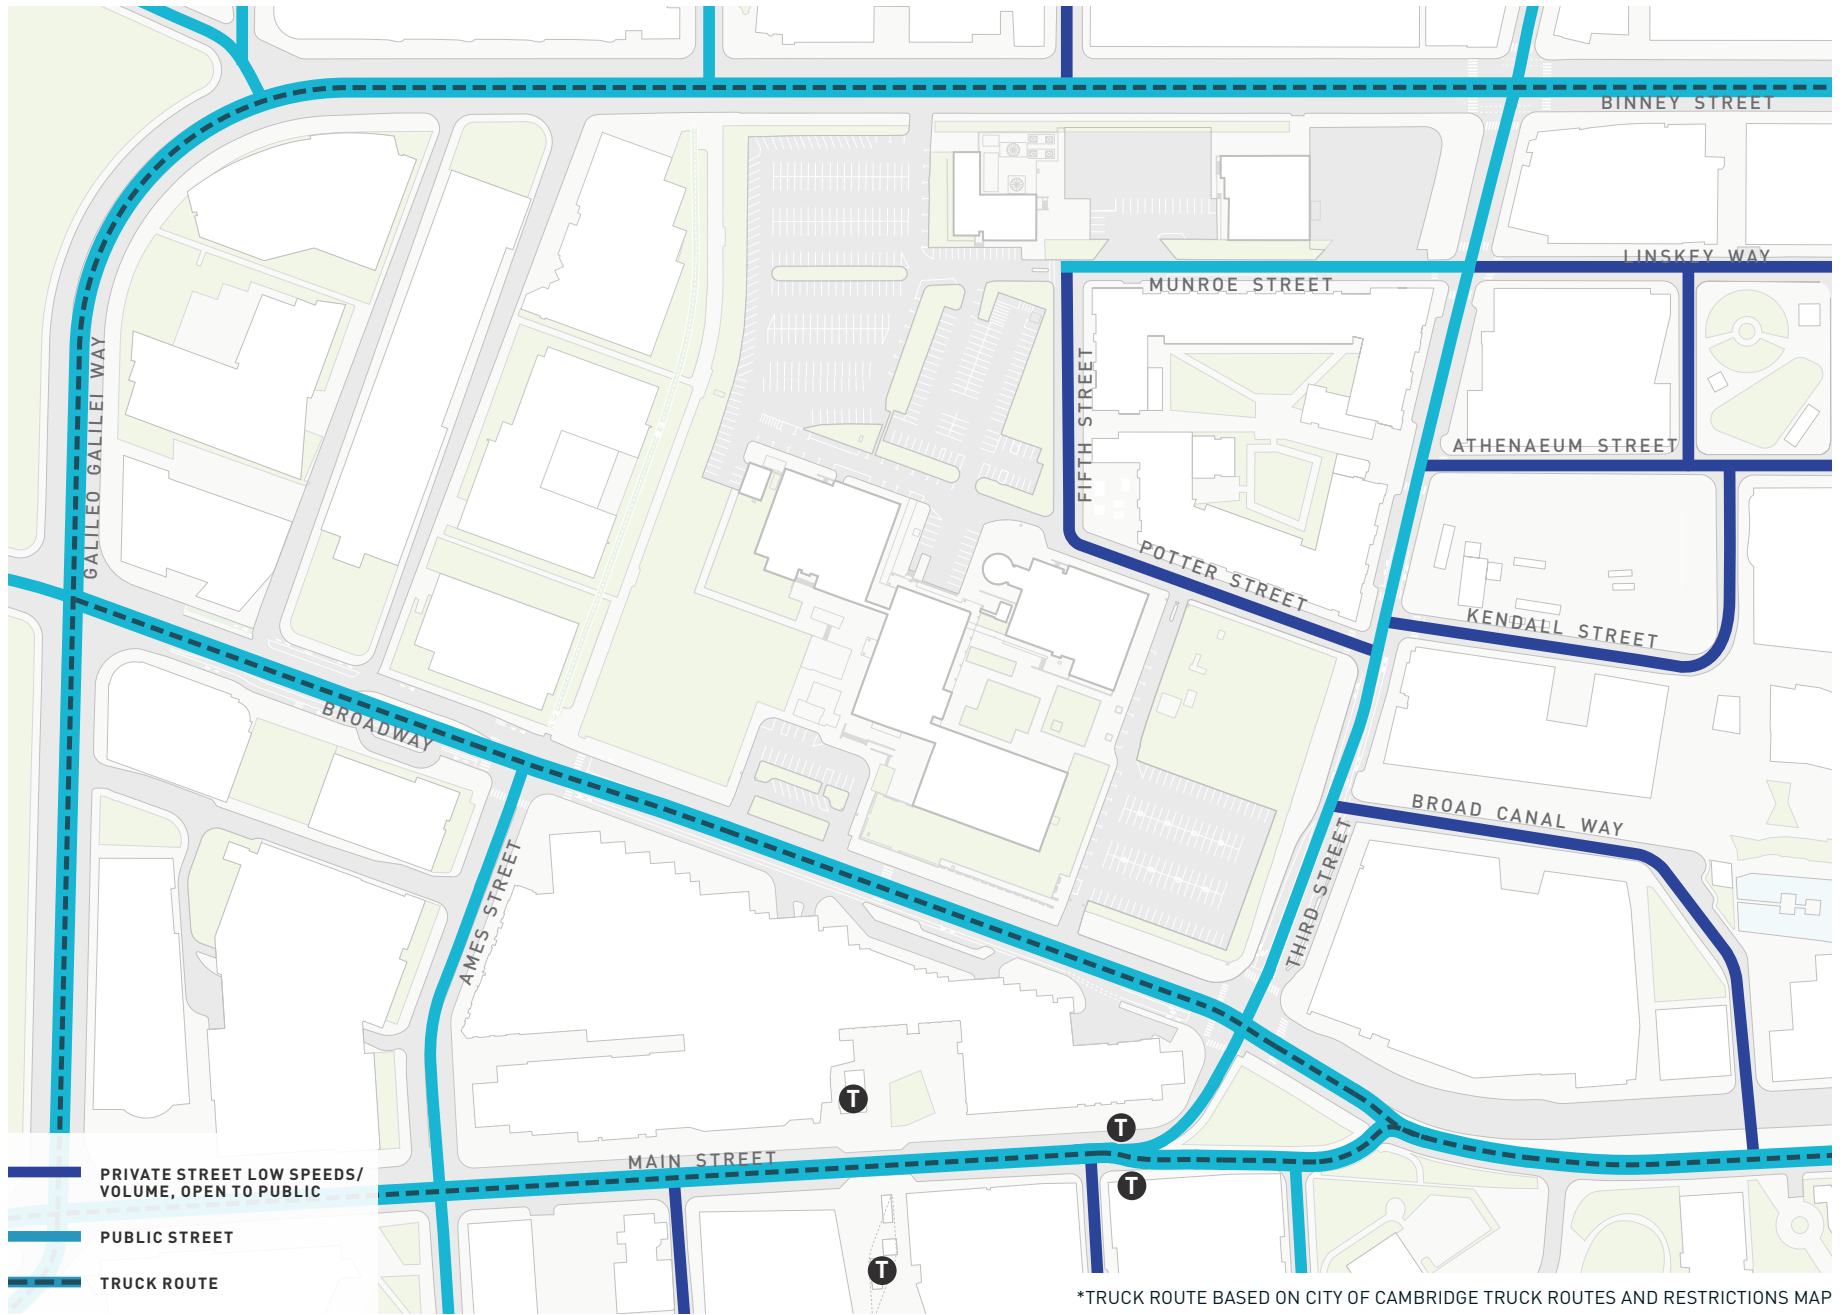 BINNEY STREET
LINSKEY WAY
MUNROE STREET
GALILEO GALILEI WAY
FIFTH STREET
ATHENAEUM STREET
POTTER STREET
KENDALL STREET
BROADWAY
BROAD CANAL WAY
AMES STREET
THIRD STREET
T
T
MAIN STREET
T
T
PRIVATE STREET LOW SPEEDS/
VOLUME, OPEN TO PUBLIC
PUBLIC STREET
TRUCK ROUTE
*TRUCK ROUTE BASED ON CITY OF CAMBRIDGE TRUCK ROUTES AND RESTRICTIONS MAP